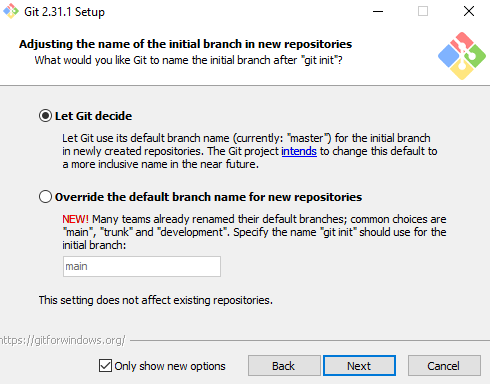 Git 2.31.1 Setup
Adjusting the name of the initial branch in new repositories
What would you like Git to name the initial branch after "git init"?
Let Git decide
Let Git use its default branch name (currently: "master") for the initial branch
in newly created repositories. The Git project intends to change this default to
a more inclusive name in the near future.
Override the default branch name for new repositories
NEW! Many teams already renamed their default branches; common choices are
"main", "trunk" and "development". Specify the name "git init" should use for the
initial branch:
main
This setting does not affect existing repositories.
https://gitforwindows.org/
Only show new options
Back
Next
Cancel